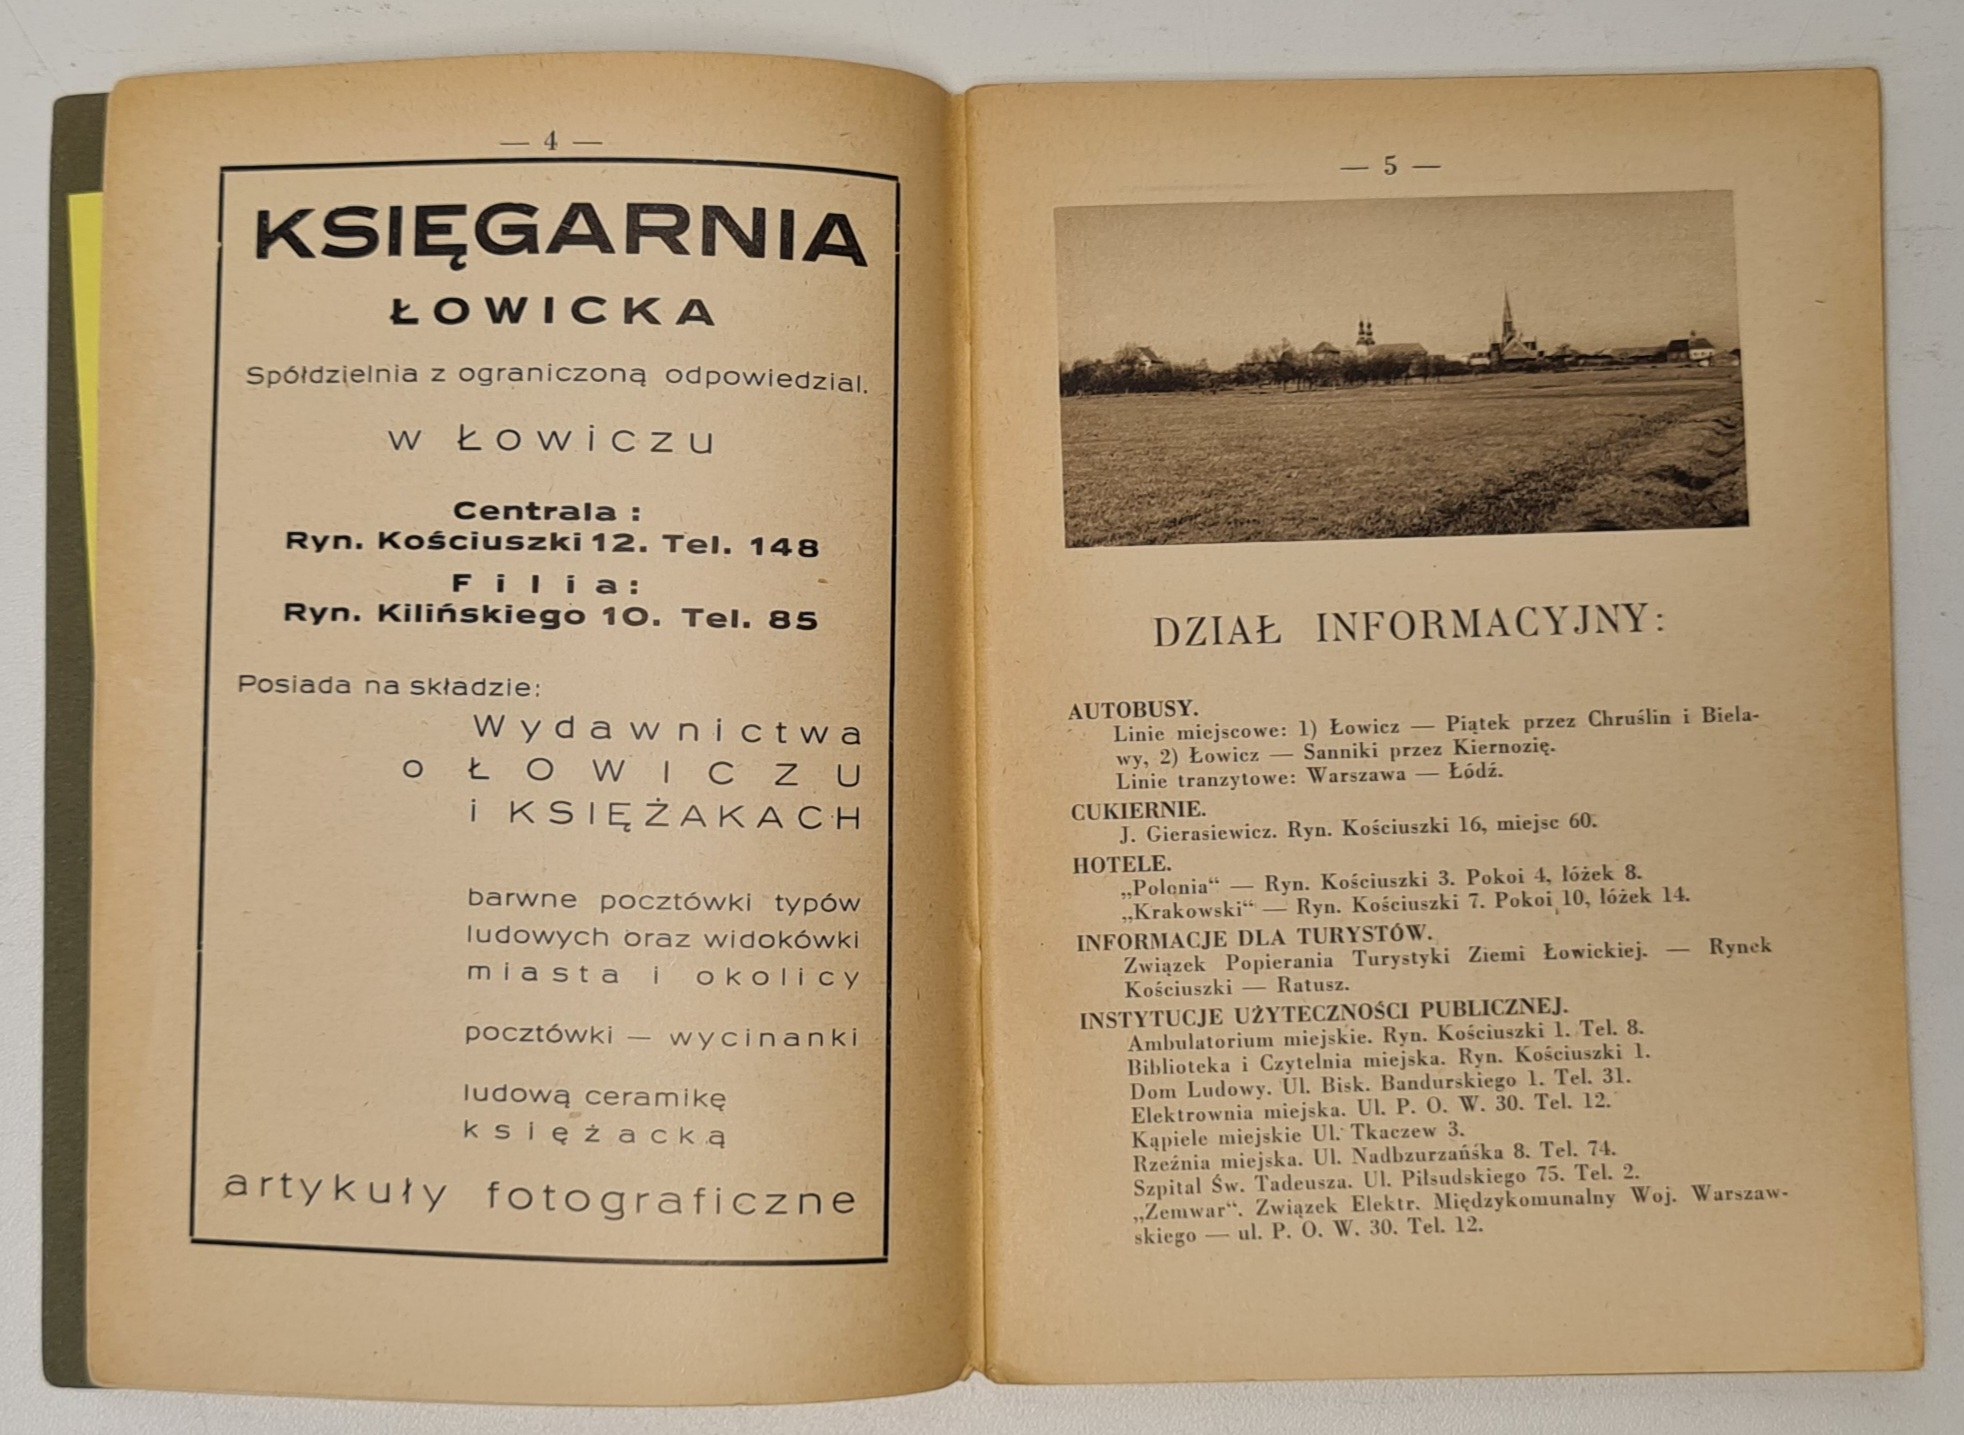 — 4 —
KSIĘGARNIA
ŁOWICKA
Spółdzielnia z ograniczoną odpowiedzial.
w Łowiczu
Centrala :
Ryn. Kościuszki 12. Tel. 148
Filia:
Ryn. Kilińskiego 10. Tel. 85
Posiada na składzie:
Wydawnictwa
o ŁOWICZU
i KSIĘŻAKACH
barwne pocztówki typów
ludowych oraz widokówki
miasta i okolicy
pocztówki — wycinanki
ludową ceramikę
księżacką
artykuły fotograficzne
— 5 —
DZIAŁ INFORMACYJNY:
AUTOBUSY.
Linie miejscowe: 1) Łowicz — Piątek przez Chruślin i Biela-
wy, 2) Łowicz — Sanniki przez Kiernozię.
Linie tranzytowe: Warszawa — Łódź.
CUKIERNIE.
J. Gierasiewicz. Ryn. Kościuszki 16, miejsc 60.
HOTELE.
„Polonia“ — Ryn. Kościuszki 3. Pokoi 4, łóżek 8.
„Krakowski“ — Ryn. Kościuszki 7. Pokoi 10, łóżek 14.
INFORMACJE DLA TURYSTÓW.
Związek Popierania Turystyki Ziemi Łowickiej. — Rynek
Kościuszki — Ratusz.
INSTYTUCJE UŻYTECZNOŚCI PUBLICZNEJ.
Ambulatorium miejskie. Ryn. Kościuszki 1. Tel. 8.
Biblioteka i Czytelnia miejska. Ryn. Kościuszki 1.
Dom Ludowy. Ul. Bisk. Bandurskiego 1. Tel. 31.
Elektrownia miejska. Ul. P. O. W. 30. Tel. 12.
Kąpiele miejskie Ul. Tkaczew 3.
Rzeźnia miejska. Ul. Nadbzurzańśka 8. Tel. 74.
Szpital Św. Tadeusza. Ul. Piłsudskiego 75. Tel. 2.
„Zemwar“. Związek Elektr. Międzykomunalny Woj. Warszaw-
skiego — ul. P. O. W. 30. Tel. 12.